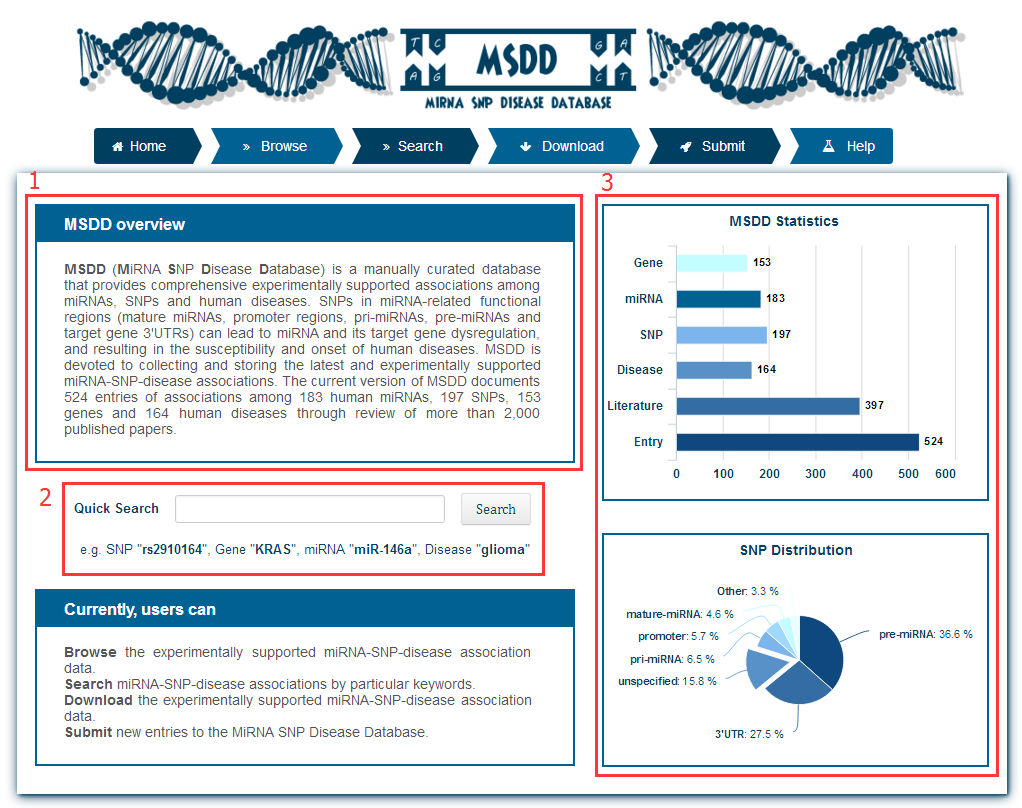 T C
A G
MSDD
G A
C T
MIRNA SNP DISEASE DATABASE
Home
» Browse
» Search
Download
Submit
Help
1
MSDD overview
MSDD (MiRNA SNP Disease Database) is a manually curated database
that provides comprehensive experimentally supported associations among
miRNAs, SNPs and human diseases. SNPs in miRNA-related functional
regions (mature miRNAs, promoter regions, pri-miRNAs, pre-miRNAs and
target gene 3'UTRs) can lead to miRNA and its target gene dysregulation,
and resulting in the susceptibility and onset of human diseases. MSDD is
devoted to collecting and storing the latest and experimentally supported
miRNA-SNP-disease associations. The current version of MSDD documents
524 entries of associations among 183 human miRNAs, 197 SNPs, 153
genes and 164 human diseases through review of more than 2,000
published papers.
2
Quick Search
Search
e.g. SNP "rs2910164", Gene "KRAS", miRNA "miR-146a", Disease "glioma"
Currently, users can
Browse the experimentally supported miRNA-SNP-disease association
data.
Search miRNA-SNP-disease associations by particular keywords.
Download the experimentally supported miRNA-SNP-disease association
data.
Submit new entries to the MiRNA SNP Disease Database.
3
MSDD Statistics
Gene 153
miRNA 183
SNP 197
Disease 164
Literature 397
Entry 524
0 100 200 300 400 500 600
SNP Distribution
Other: 3.3 %
mature-miRNA: 4.6 %
promoter: 5.7 %
pri-miRNA: 6.5 %
unspecified: 15.8 %
pre-miRNA: 36.6 %
3'UTR: 27.5 %